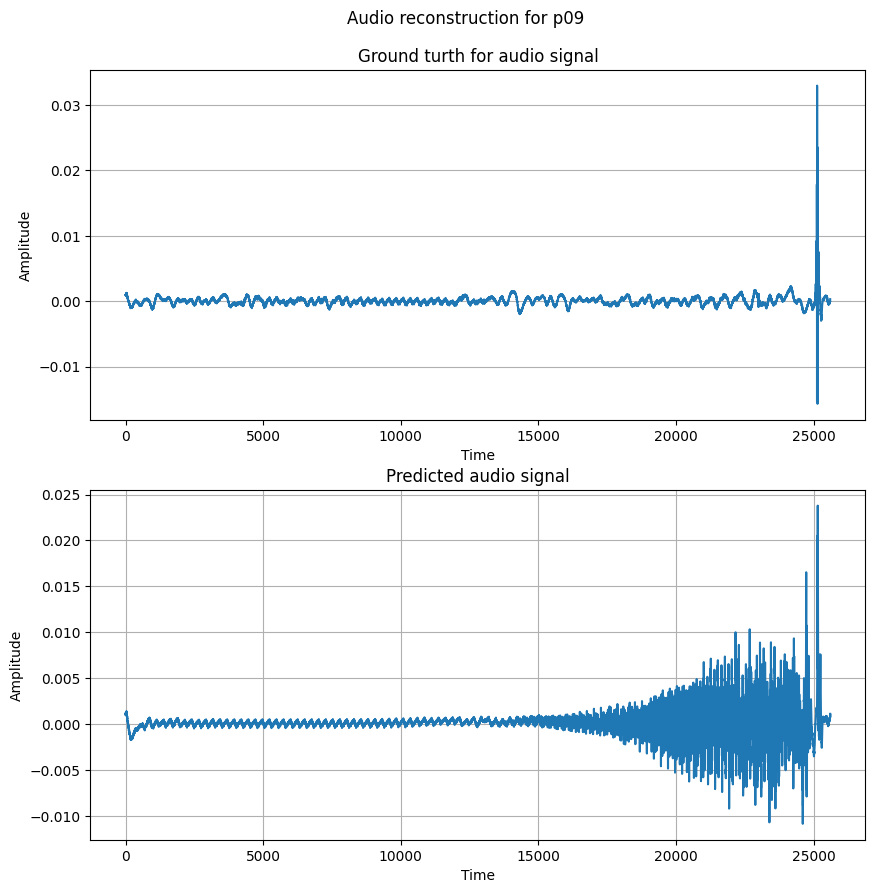 Audio reconstruction for p09
Ground turth for audio signal
0.03
0.02
0.01
0.00
−0.01
Amplitude
0 5000 10000 15000 20000 25000
Time
Predicted audio signal
0.025
0.020
0.015
0.010
0.005
0.000
−0.005
−0.010
Amplitude
0 5000 10000 15000 20000 25000
Time